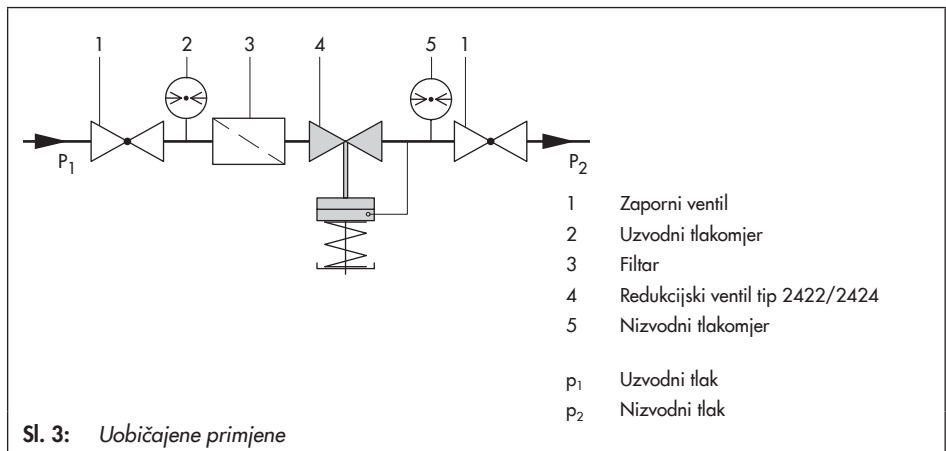 1 2 3 4 5 1
P1 P2
1 Zaporni ventil
2 Uzvodni tlakomjer
3 Filtar
4 Redukcijski ventil tip 2422/2424
5 Nizvodni tlakomjer
p1 Uzvodni tlak
p2 Nizvodni tlak
Sl. 3: Uobičajene primjene